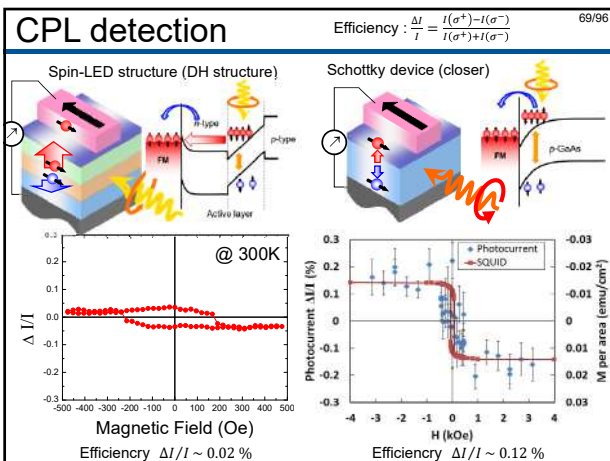 CPL detection
Efficiency : ΔI/I = I(σ⁺)−I(σ⁻)/I(σ⁺)+I(σ⁻)
69/96
Spin-LED structure (DH structure)
n-type
p-type
FM
Active layer
Schottky device (closer)
FM
p-GaAs
@ 300K
0.3
0.2
0.1
0.0
-0.1
-0.2
-0.3
Δ I/I
-500 -400 -300 -200 -100 0 100 200 300 400 500
Magnetic Field (Oe)
Efficiency ΔI/I ~ 0.02 %
Photocurrent
SQUID
Photocurrent ΔI/I (%)
0.3
0.2
0.1
0
-0.1
-0.2
-0.3
-0.03
-0.02
-0.01
0
0.01
0.02
0.03
M per area (emu/cm²)
-4 -3 -2 -1 0 1 2 3 4
H (kOe)
Efficiency ΔI/I ~ 0.12 %